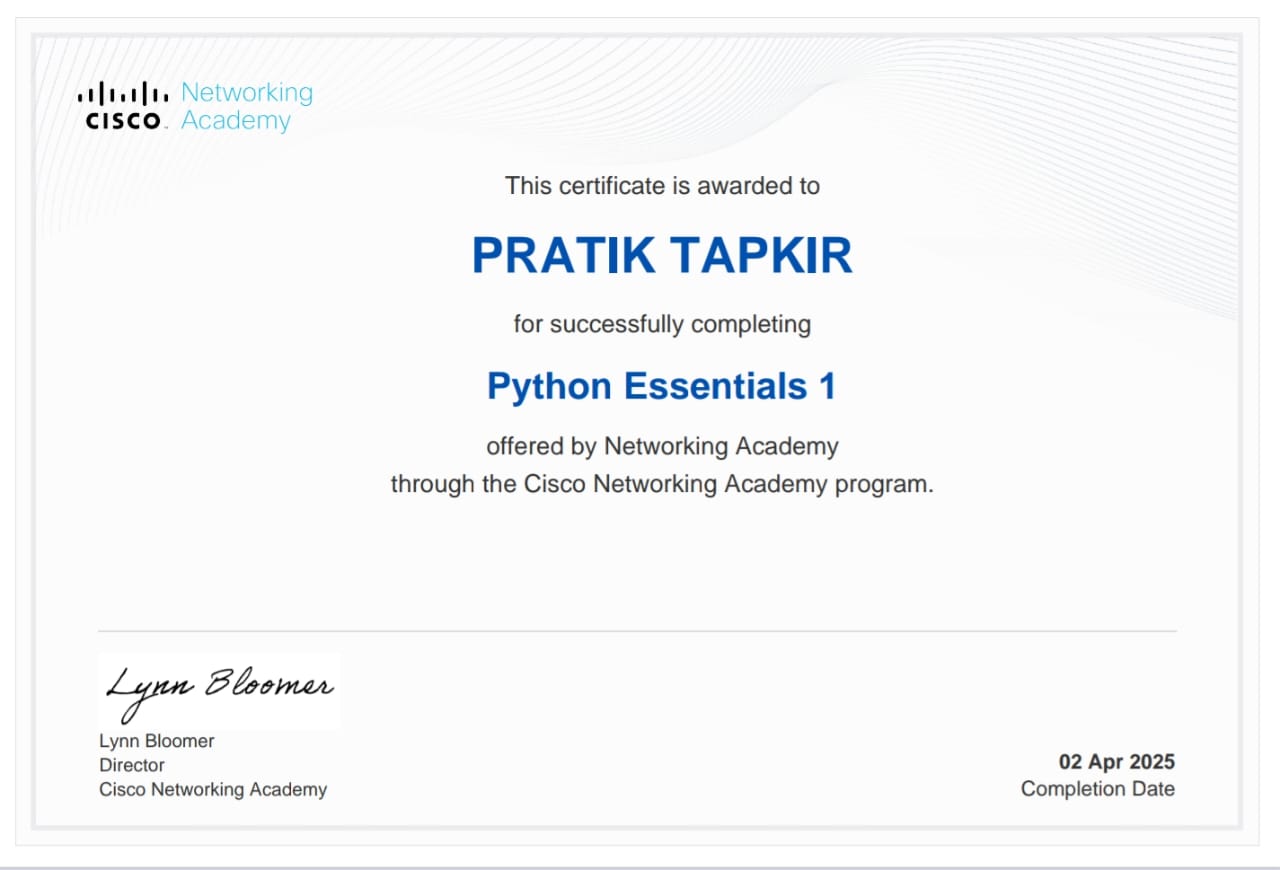 Networking
CISCO Academy
This certificate is awarded to
PRATIK TAPKIR
for successfully completing
Python Essentials 1
offered by Networking Academy
through the Cisco Networking Academy program.
Lynn Bloomer
Lynn Bloomer
Director
Cisco Networking Academy
02 Apr 2025
Completion Date